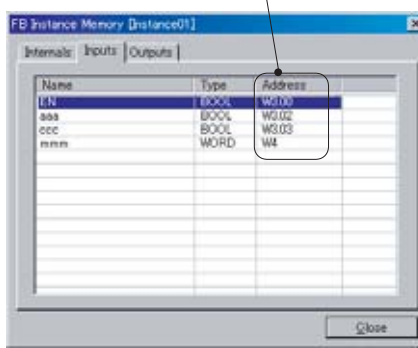 FB Instance Memory [Instance01]
Internals Inputs Outputs
Name Type Address
EN BOOL W3.00
aaa BOOL W3.02
ccc BOOL W3.03
mmm WORD W4
Close